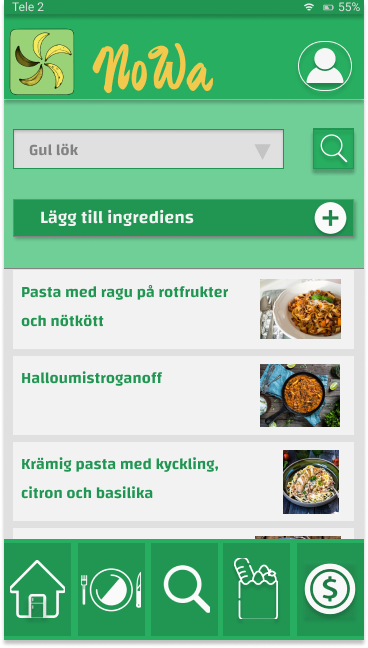 Tele 2
55%
NoWa
Gul lök
Lägg till ingrediens
Pasta med ragu på rotfrukter
och nötkött
Halloumistroganoff
Krämig pasta med kyckling,
citron och basilika
$